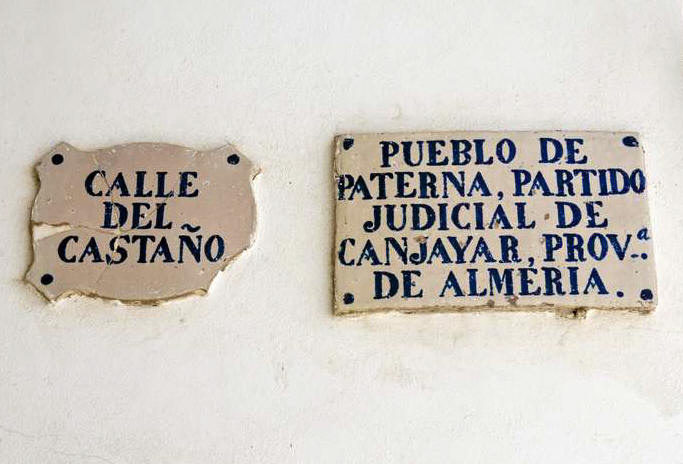 CALLE
DEL
CASTAÑO
PUEBLO DE
PATERNA, PARTIDO
JUDICIAL DE
CANJAYAR, PROV.ª
DE ALMERIA.